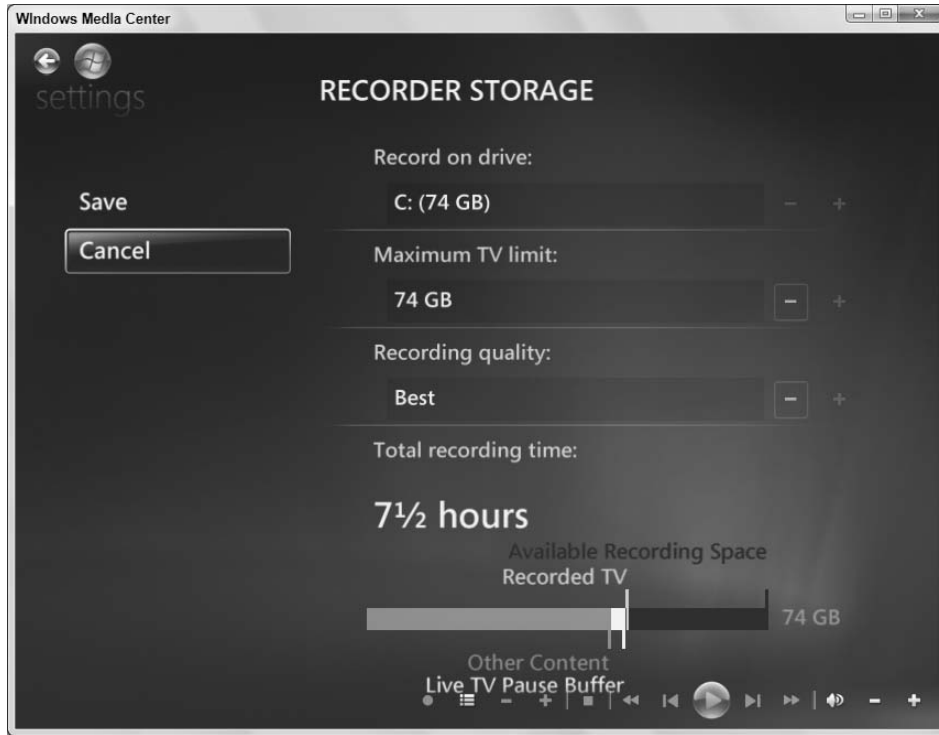 Windows Media Center
settings
RECORDER STORAGE
Record on drive:
Save
C: (74 GB)
Cancel
Maximum TV limit:
74 GB
Recording quality:
Best
Total recording time:
7½ hours
Available Recording Space
Recorded TV
74 GB
Other Content
Live TV Pause Buffer